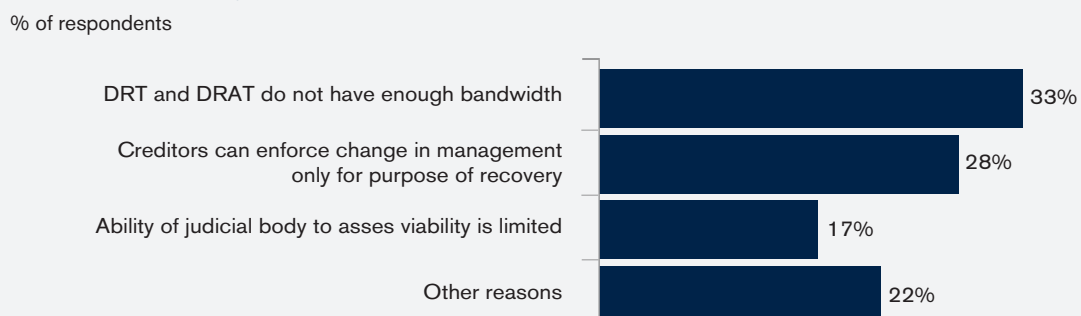 % of respondents
DRT and DRAT do not have enough bandwidth
33%
Creditors can enforce change in management
only for purpose of recovery
28%
Ability of judicial body to asses viability is limited
17%
Other reasons
22%